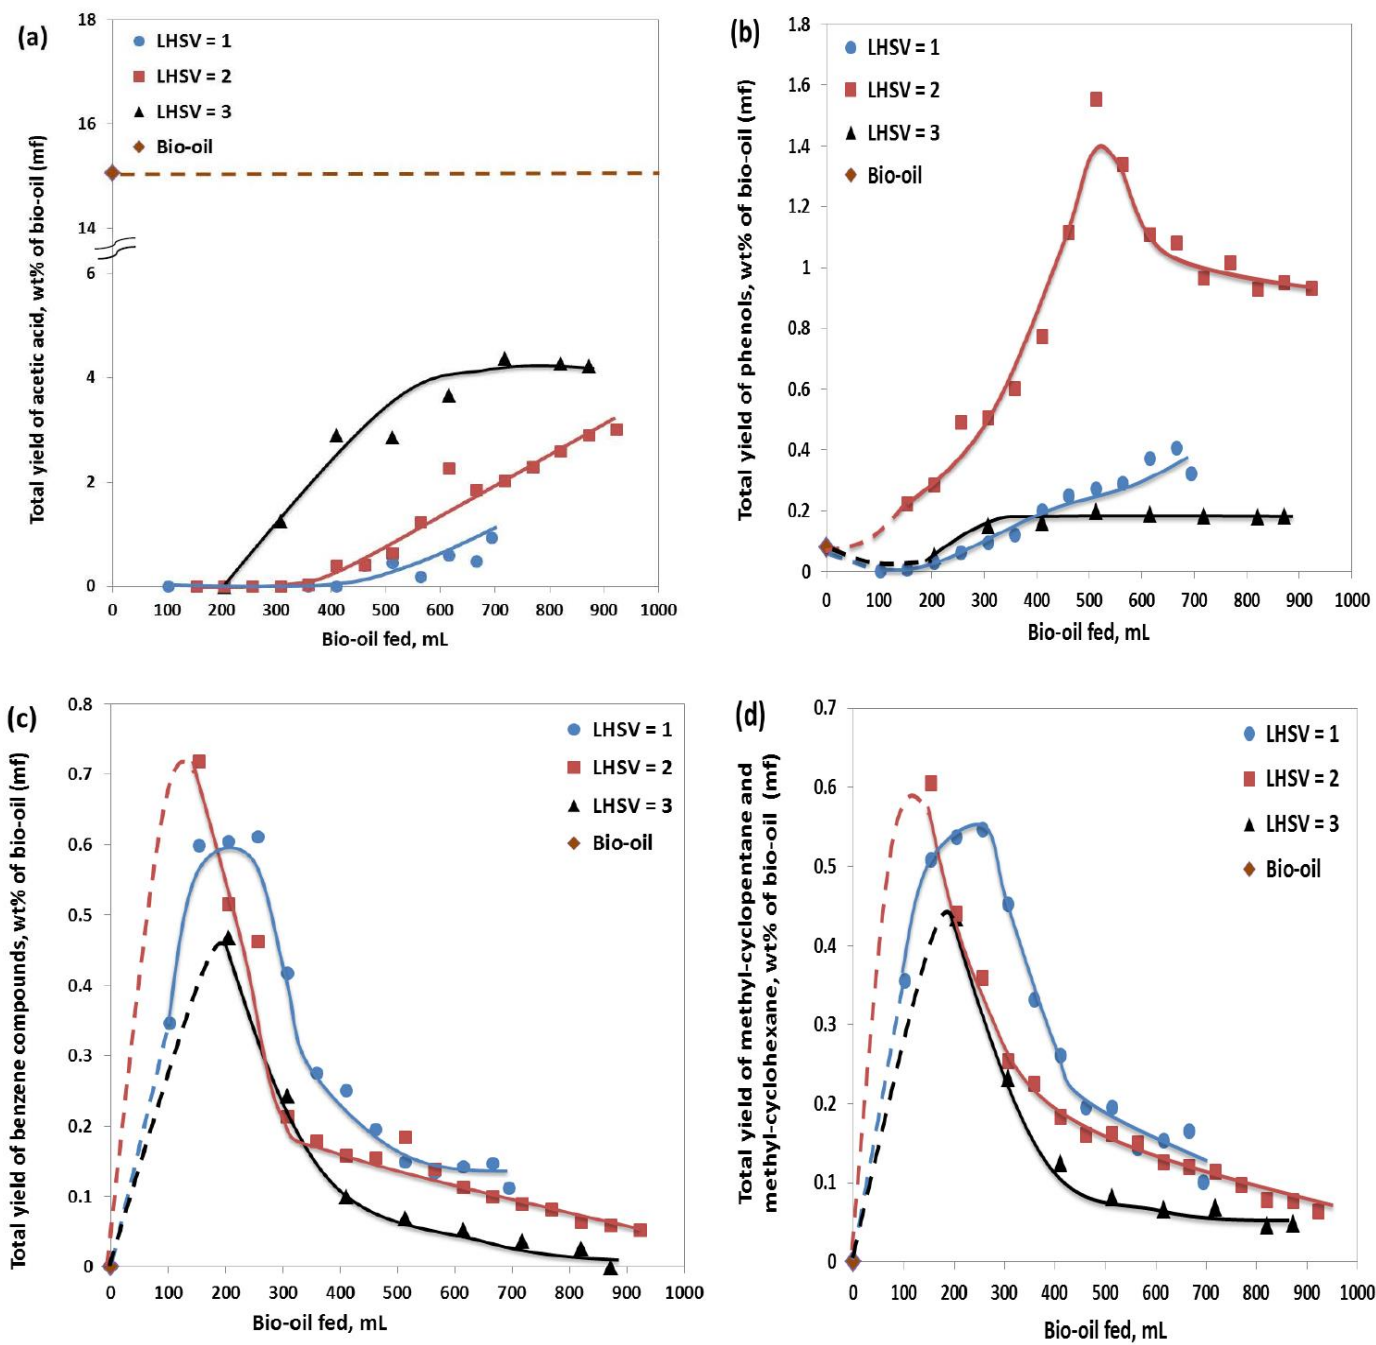 (a)
Total yield of acetic acid, wt% of bio-oil (mf)
18
16
14
6
4
2
0
LHSV = 1
LHSV = 2
LHSV = 3
Bio-oil
0 100 200 300 400 500 600 700 800 900 1000
Bio-oil fed, mL
(b)
Total yield of phenols, wt% of bio-oil (mf)
1.8
1.6
1.4
1.2
1
0.8
0.6
0.4
0.2
0
LHSV = 1
LHSV = 2
LHSV = 3
Bio-oil
0 100 200 300 400 500 600 700 800 900 1000
Bio-oil fed, mL
(c)
Total yield of benzene compounds, wt% of bio-oil (mf)
0.8
0.7
0.6
0.5
0.4
0.3
0.2
0.1
0
LHSV = 1
LHSV = 2
LHSV = 3
Bio-oil
0 100 200 300 400 500 600 700 800 900 1000
Bio-oil fed, mL
(d)
Total yield of methyl-cyclopentane and
methyl-cyclohexane, wt% of bio-oil (mf)
0.7
0.6
0.5
0.4
0.3
0.2
0.1
0
LHSV = 1
LHSV = 2
LHSV = 3
Bio-oil
0 100 200 300 400 500 600 700 800 900 1000
Bio-oil fed, mL